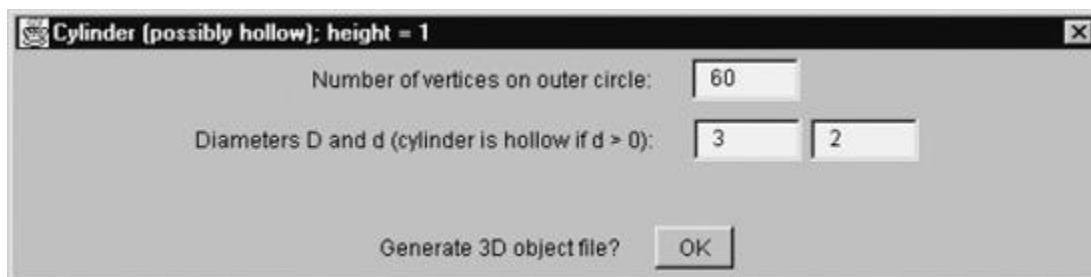 Cylinder (possibly hollow); height = 1
Number of vertices on outer circle: 60
Diameters D and d (cylinder is hollow if d > 0): 3 2
Generate 3D object file? OK